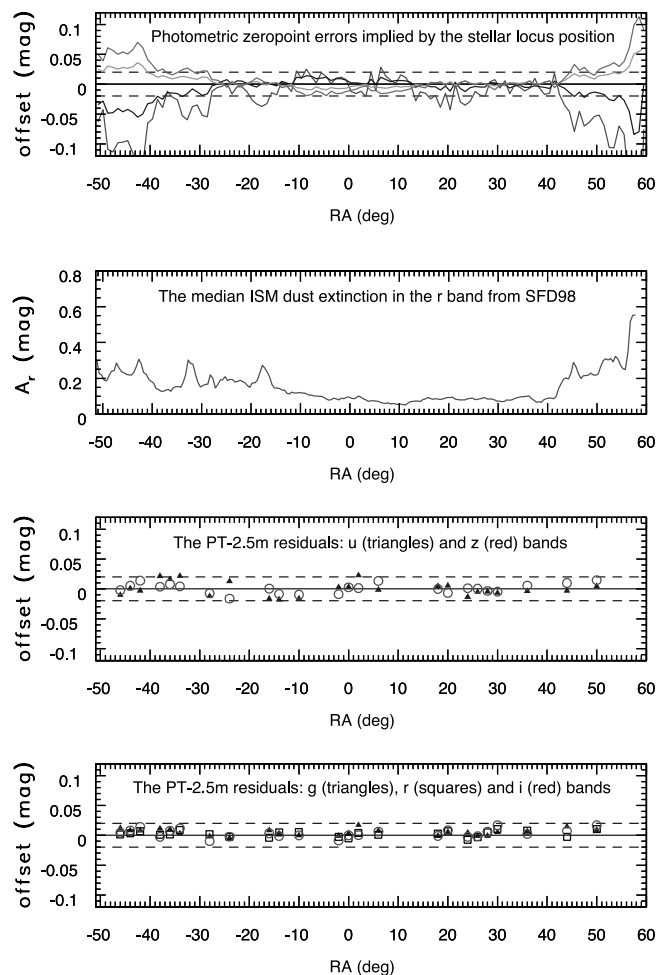 Photometric zeropoint errors implied by the stellar locus position
offset (mag)
0.1
0.05
0
-0.05
-0.1
-50 -40 -30 -20 -10 0 10 20 30 40 50 60
RA (deg)
The median ISM dust extinction in the r band from SFD98
A_r (mag)
0.8
0.6
0.4
0.2
0
-50 -40 -30 -20 -10 0 10 20 30 40 50 60
RA (deg)
The PT-2.5m residuals: u (triangles) and z (red) bands
offset (mag)
0.1
0.05
0
-0.05
-0.1
-50 -40 -30 -20 -10 0 10 20 30 40 50 60
RA (deg)
The PT-2.5m residuals: g (triangles), r (squares) and i (red) bands
offset (mag)
0.1
0.05
0
-0.05
-0.1
-50 -40 -30 -20 -10 0 10 20 30 40 50 60
RA (deg)